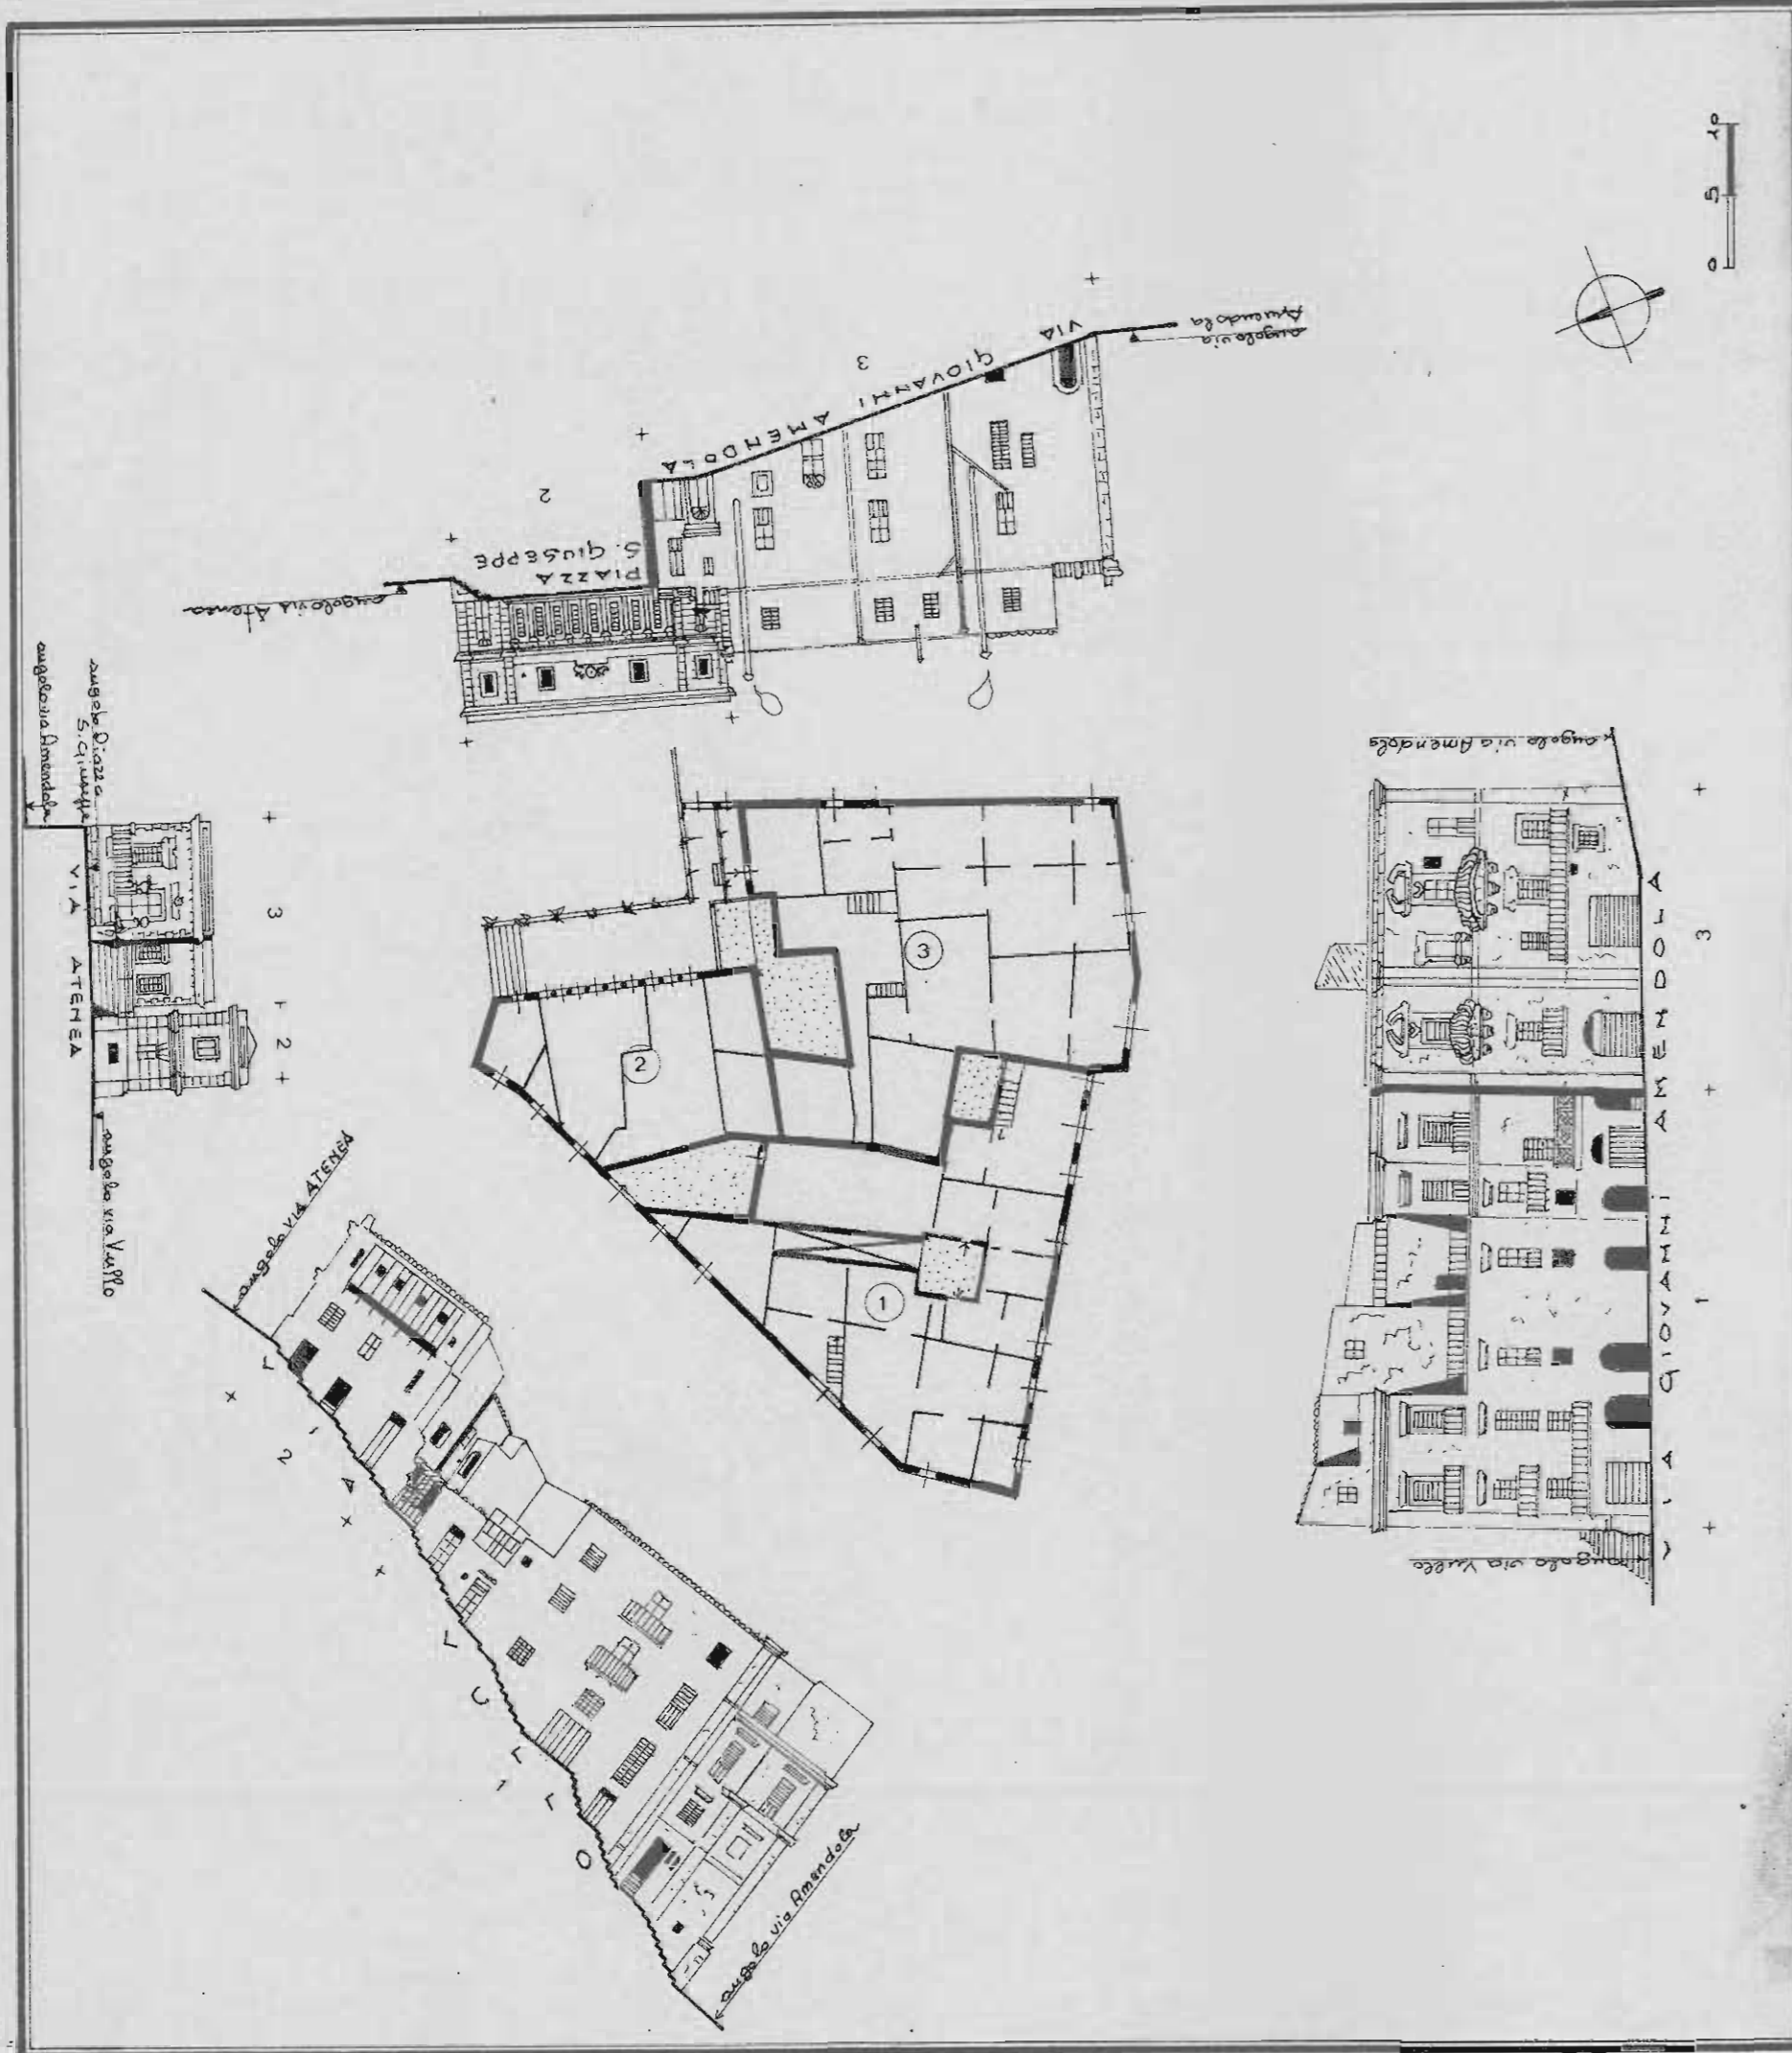 0 5 10
angolo via
Amendola
VIA GIOVANNI AMENDOLA
3
2
PIAZZA
S. GIUSEPPE
angolo via Atenea
angolo via Amendola
angolo Piazza
S. Giuseppe
VIA ATENEA
3
2
angolo via Vullo
angolo via Amendola
VIA GIOVANNI AMENDOLA
3
1
angolo via Vullo
3
2
1
angolo VIA ATENEA
VIA VULLO
2
1
angolo via Amendola